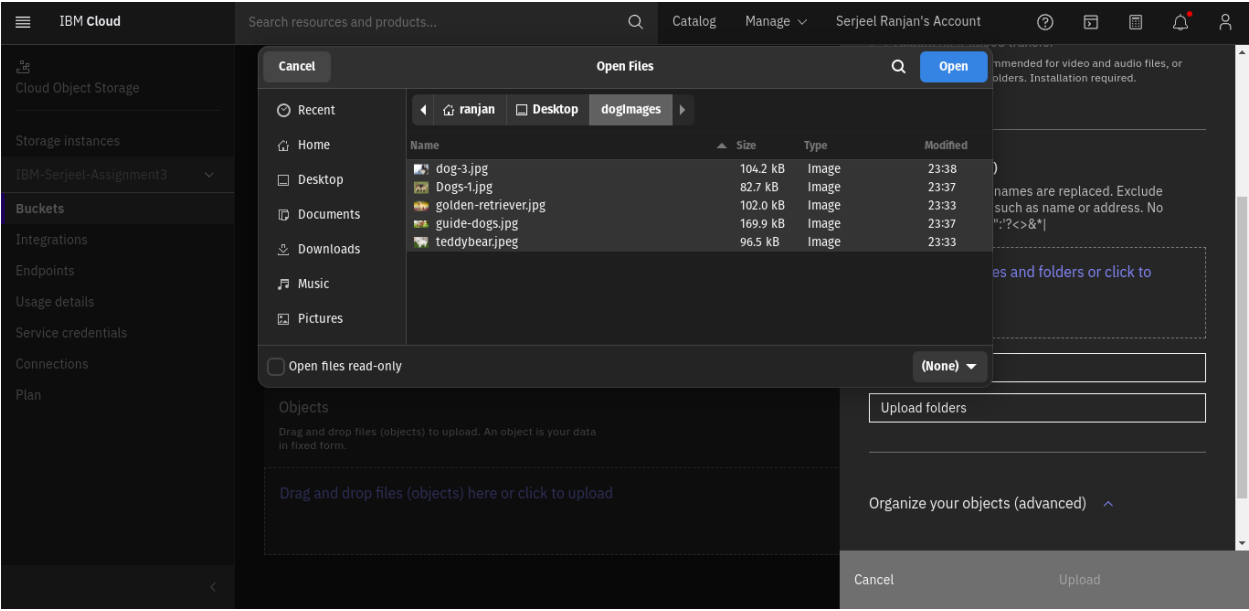 IBM Cloud
Search resources and products...
Catalog
Manage
Serjeel Ranjan's Account
Cloud Object Storage
Storage instances
IBM-Serjeel-Assignment3
Buckets
Integrations
Endpoints
Usage details
Service credentials
Connections
Plan
Cancel
Open Files
Open
Recent
Home
Desktop
Documents
Downloads
Music
Pictures
ranjan
Desktop
dogImages
Name Size Type Modified
dog-3.jpg 104.2 kB Image 23:38
Dogs-1.jpg 82.7 kB Image 23:37
golden-retriever.jpg 102.0 kB Image 23:33
guide-dogs.jpg 169.9 kB Image 23:37
teddybear.jpeg 96.5 kB Image 23:33
Open files read-only
(None)
Objects
Drag and drop files (objects) to upload. An object is your data
in fixed form.
Drag and drop files (objects) here or click to upload
mmended for video and audio files, or
olders. Installation required.
)
names are replaced. Exclude
such as name or address. No
":'?<>&*|
es and folders or click to
Upload folders
Organize your objects (advanced)
Cancel
Upload